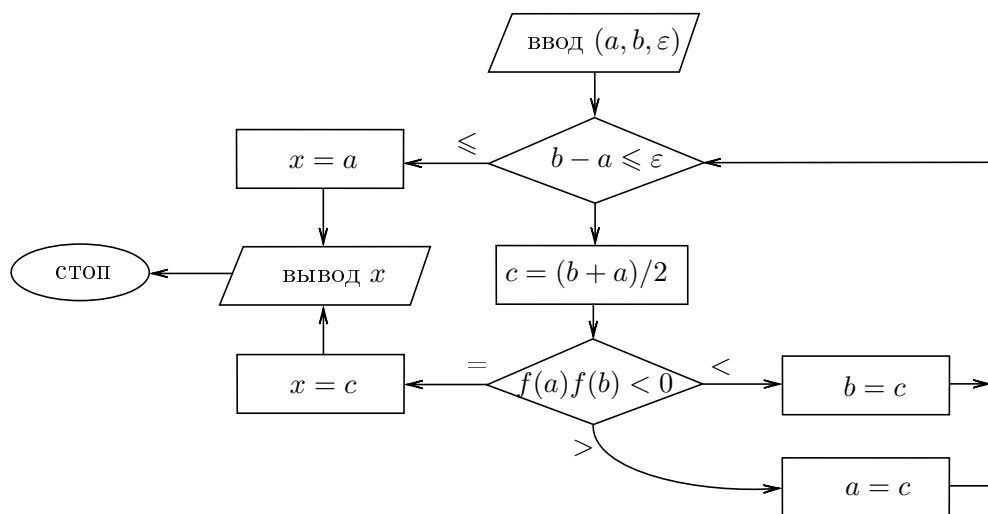 ввод (a, b, ε)
⩽
x = a
b − a ⩽ ε
стоп
вывод x
c = (b + a)/2
=
<
x = c
f(a)f(b) < 0
b = c
>
a = c